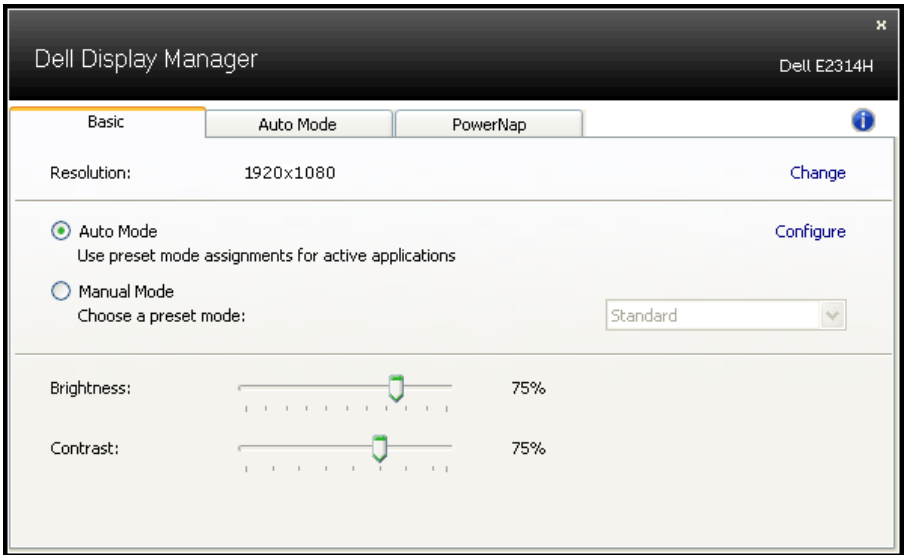 x
Dell Display Manager
Dell E2314H
Basic Auto Mode PowerNap i
Resolution: 1920x1080 Change
Auto Mode Configure
Use preset mode assignments for active applications
Manual Mode
Choose a preset mode: Standard
Brightness: 75%
Contrast: 75%